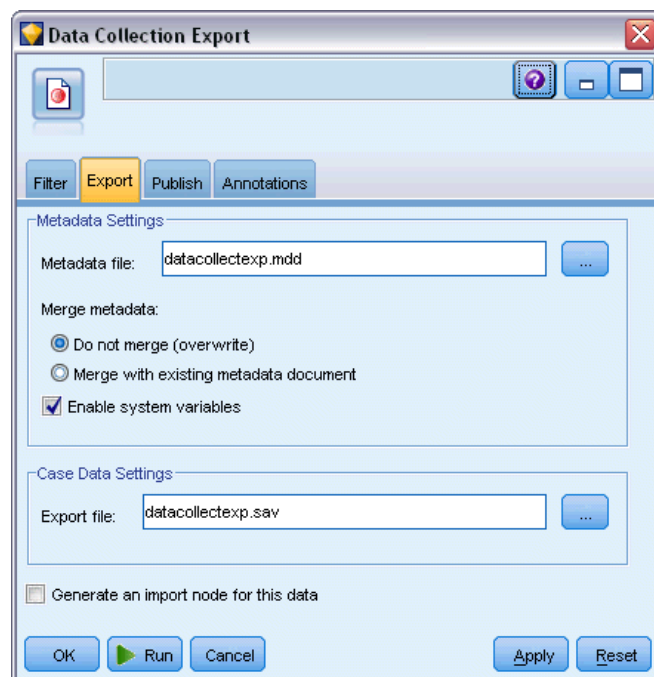 Data Collection Export
Filter
Export
Publish
Annotations
Metadata Settings
Metadata file:
datacollectexp.mdd
...
Merge metadata:
Do not merge (overwrite)
Merge with existing metadata document
Enable system variables
Case Data Settings
Export file:
datacollectexp.sav
...
Generate an import node for this data
OK
Run
Cancel
Apply
Reset